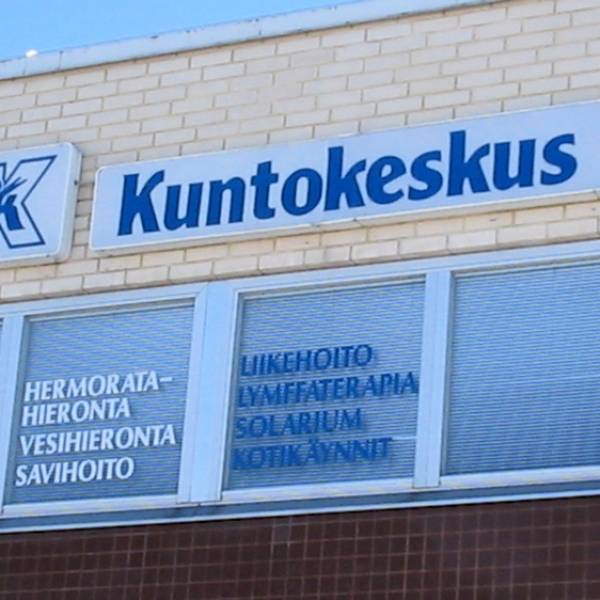 K
Kuntokeskus
HERMORATA-
HIERONTA
VESIHIERONTA
SAVIHOITO
LIIKEHOITO
LYMFFATERAPIA
SOLARIUM
KOTIKÄYNNIT